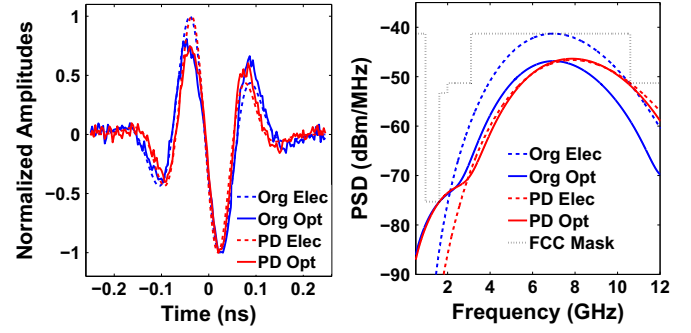 Normalized Amplitudes
1
0.5
0
−0.5
−1
−0.2
−0.1
0
0.1
0.2
Time (ns)
Org Elec
Org Opt
PD Elec
PD Opt
PSD (dBm/MHz)
−40
−50
−60
−70
−80
−90
2
4
6
8
10
12
Frequency (GHz)
Org Elec
Org Opt
PD Elec
PD Opt
FCC Mask